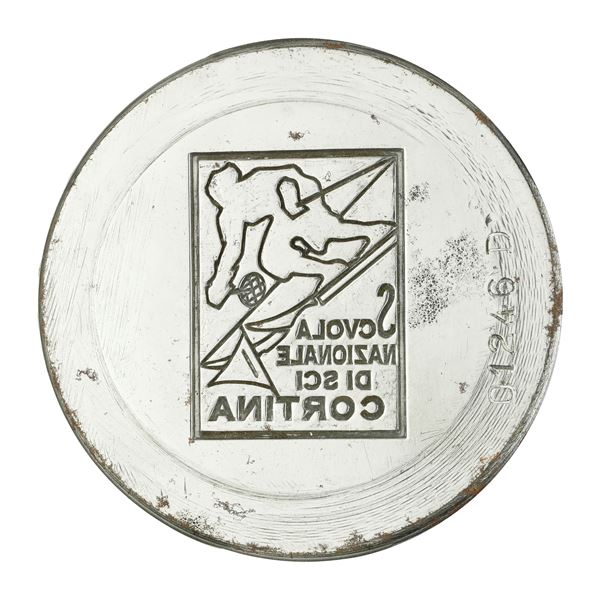 SCVOLA
NAZIONALE
DI SCI
CORTINA
01246 D